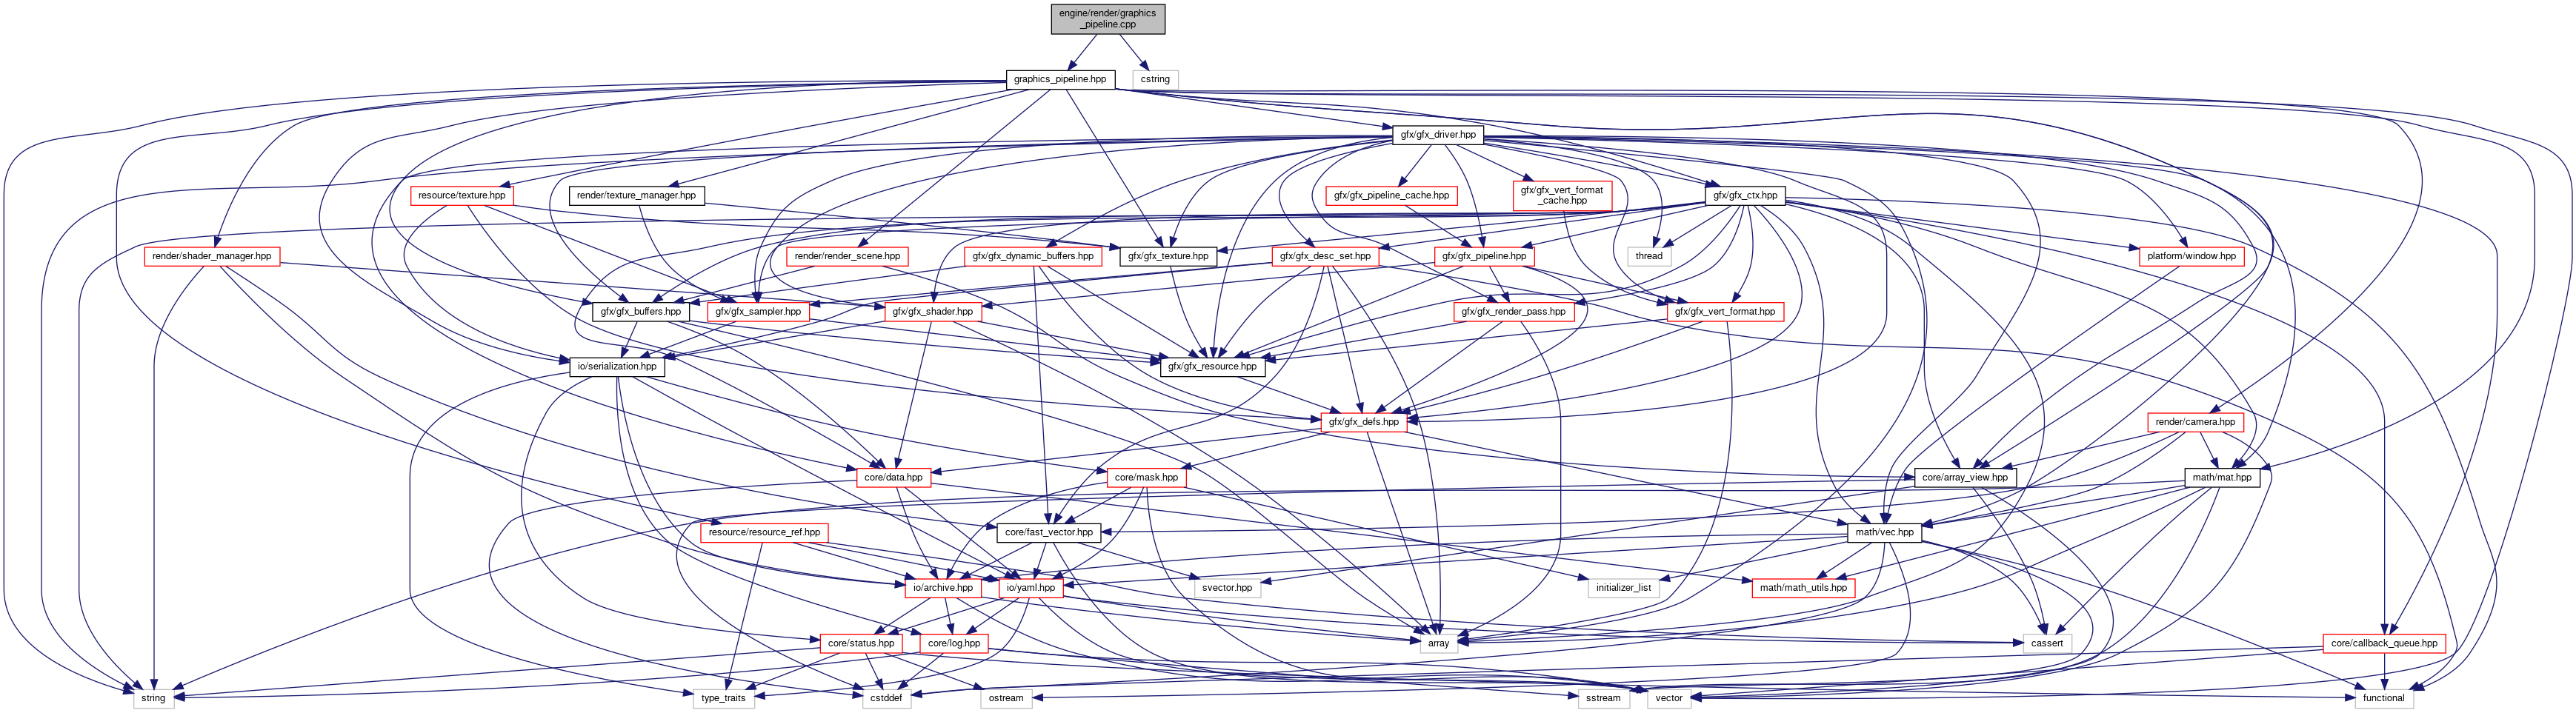 engine/render/graphics
_pipeline.cpp
graphics_pipeline.hpp
cstring
gfx/gfx_driver.hpp
resource/texture.hpp
render/texture_manager.hpp
gfx/gfx_pipeline_cache.hpp
gfx/gfx_vert_format
_cache.hpp
gfx/gfx_ctx.hpp
render/shader_manager.hpp
render/render_scene.hpp
gfx/gfx_dynamic_buffers.hpp
gfx/gfx_texture.hpp
gfx/gfx_desc_set.hpp
gfx/gfx_pipeline.hpp
thread
platform/window.hpp
gfx/gfx_buffers.hpp
gfx/gfx_sampler.hpp
gfx/gfx_shader.hpp
gfx/gfx_render_pass.hpp
gfx/gfx_vert_format.hpp
io/serialization.hpp
gfx/gfx_resource.hpp
gfx/gfx_defs.hpp
render/camera.hpp
core/data.hpp
core/mask.hpp
core/array_view.hpp
math/mat.hpp
resource/resource_ref.hpp
core/fast_vector.hpp
math/vec.hpp
io/archive.hpp
io/yaml.hpp
svector.hpp
initializer_list
math/math_utils.hpp
core/status.hpp
core/log.hpp
array
cassert
core/callback_queue.hpp
string
type_traits
cstddef
ostream
sstream
vector
functional